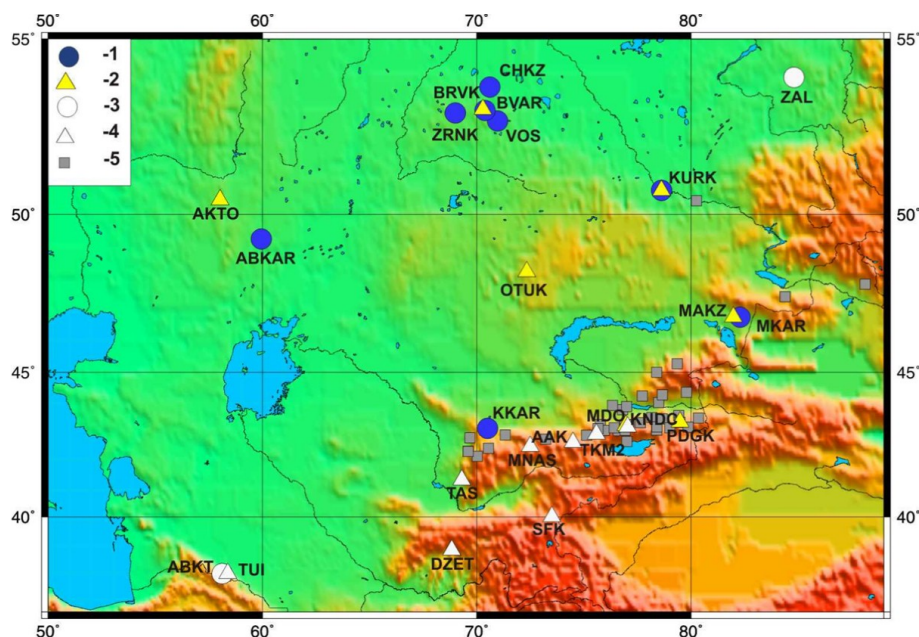 50° 60° 70° 80°
55° 55°
-1
-2
-3
-4
-5
CHKZ
BRVK BVAR
ZRNK VOS
ZAL
KURK
50° 50°
AKTO
ABKAR
OTUK
MAKZ
MKAR
45° 45°
KKAR
MDO KNDC
AAK PDGK
MNAS TKM2
TAS
40° 40°
SFK
DZET
ABKT TUI
50° 60° 70° 80°